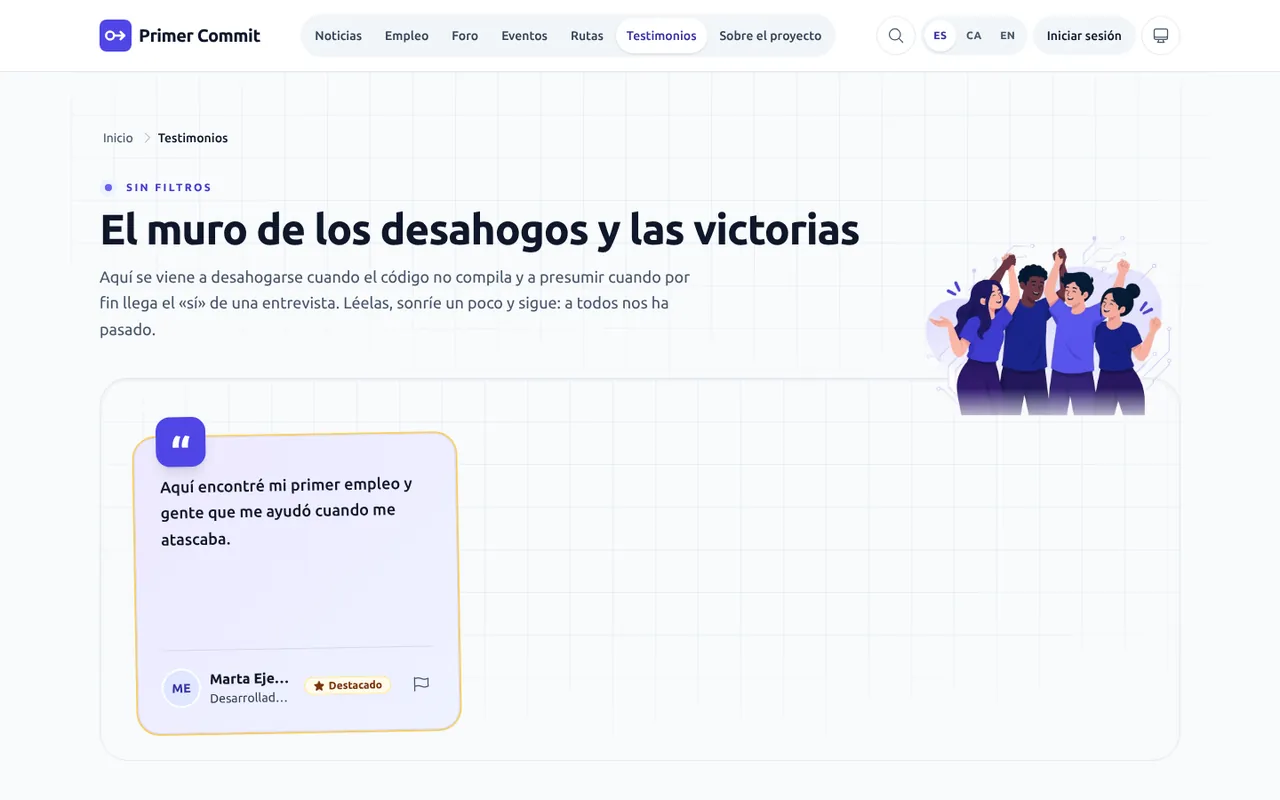 Primer Commit
Noticias
Empleo
Foro
Eventos
Rutas
Testimonios
Sobre el proyecto
ES
CA
EN
Iniciar sesión
Inicio
Testimonios
SIN FILTROS
El muro de los desahogos y las victorias
Aquí se viene a desahogarse cuando el código no compila y a presumir cuando por
fin llega el «sí» de una entrevista. Léelas, sonríe un poco y sigue: a todos nos ha
pasado.
“
Aquí encontré mi primer empleo y
gente que me ayudó cuando me
atascaba.
ME
Marta Eje…
Desarrollad…
Destacado